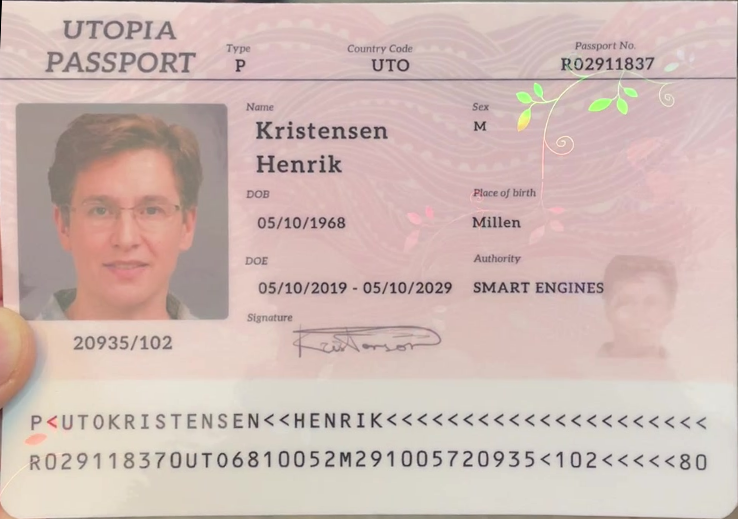 UTOPIA
PASSPORT
Type
P
Country Code
UTO
Passport No.
R02911837
Name
Kristensen
Henrik
Sex
M
DOB
05/10/1968
Place of birth
Millen
DOE
05/10/2019 - 05/10/2029
Authority
SMART ENGINES
Signature
Kristensen
20935/102
P<UTOKRISTENSEN<<HENRIK<<<<<<<<<<<<<<<<<<<<<
R029118370UTO6810052M291005720935<102<<<<<80